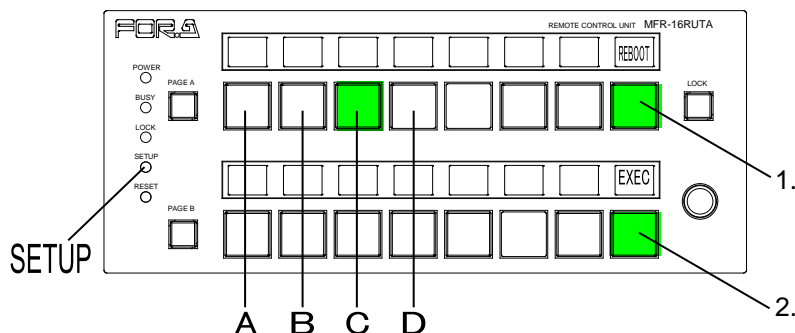 FOR.A
REMOTE CONTROL UNIT MFR-16RUTA
REBOOT
POWER
PAGE A
LOCK
BUSY
LOCK
SETUP
RESET
EXEC
PAGE B
SETUP
1.
2.
A B C D